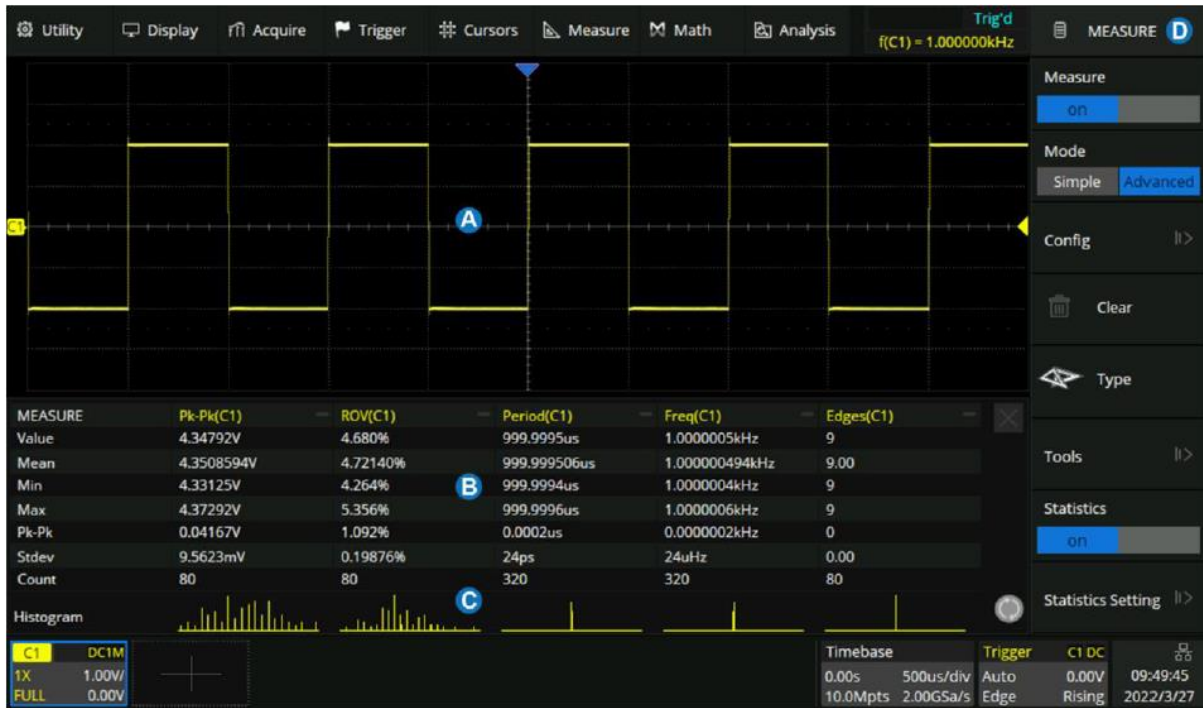 Utility Display Acquire Trigger Cursors Measure Math Analysis
Trig'd
f(C1) = 1.000000kHz
MEASURE D
Measure
on
Mode
Simple Advanced
Config
Clear
Type
Tools
Statistics
on
Statistics Setting
C1
A
MEASURE Pk-Pk(C1) ROV(C1) Period(C1) Freq(C1) Edges(C1)
Value 4.34792V 4.680% 999.9995us 1.0000005kHz 9
Mean 4.3508594V 4.72140% 999.999506us 1.000000494kHz 9.00
Min 4.33125V 4.264% B 999.9994us 1.0000004kHz 9
Max 4.37292V 5.356% 999.9996us 1.0000006kHz 9
Pk-Pk 0.04167V 1.092% 0.0002us 0.0000002kHz 0
Stdev 9.5623mV 0.19876% 24ps 24uHz 0.00
Count 80 80 320 320 80
Histogram C
C1 DC1M
1X 1.00V/
FULL 0.00V
Timebase
0.00s 500us/div
10.0Mpts 2.00GSa/s
Trigger C1 DC
Auto 0.00V
Edge Rising
09:49:45
2022/3/27